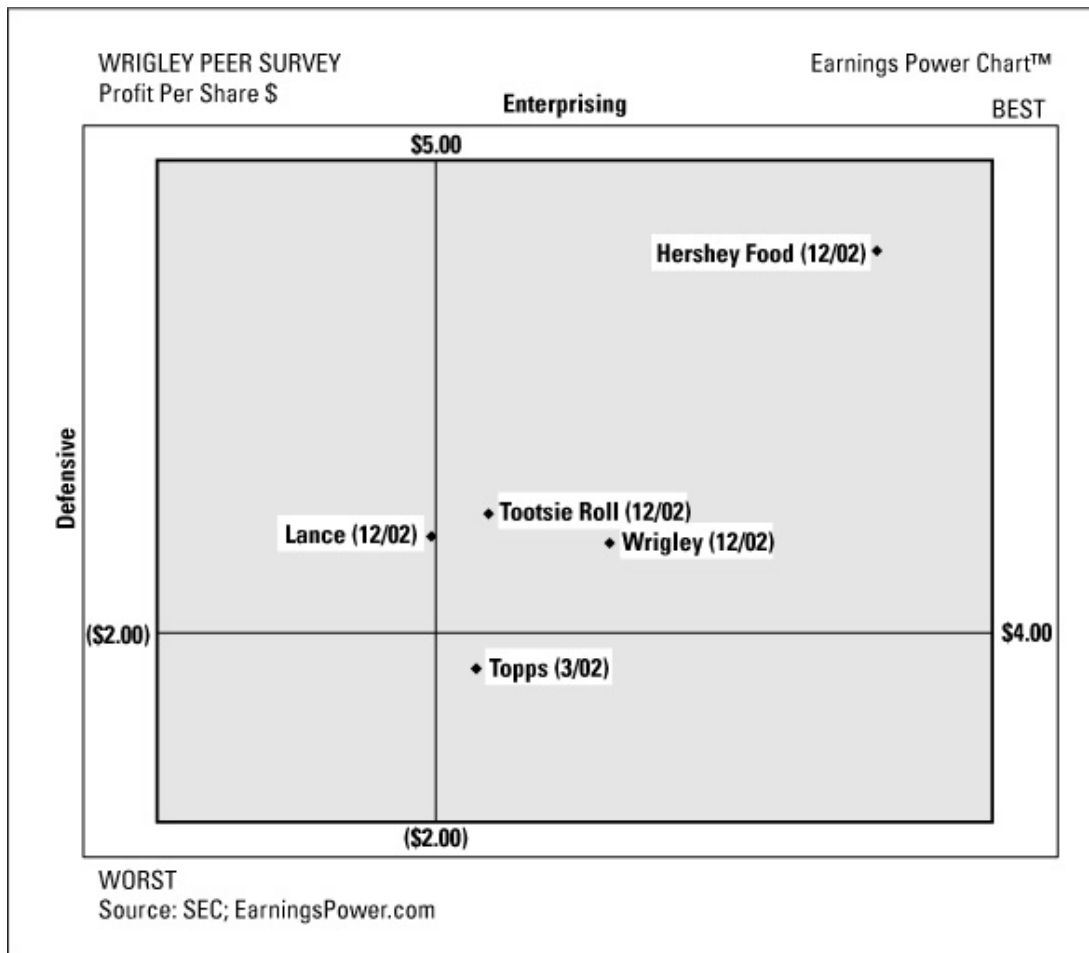 WRIGLEY PEER SURVEY
Profit Per Share $
Earnings Power Chart™
Enterprising
BEST
$5.00
Hershey Food (12/02)
Defensive
Tootsie Roll (12/02)
Lance (12/02)
Wrigley (12/02)
($2.00)
$4.00
Topps (3/02)
($2.00)
WORST
Source: SEC; EarningsPower.com